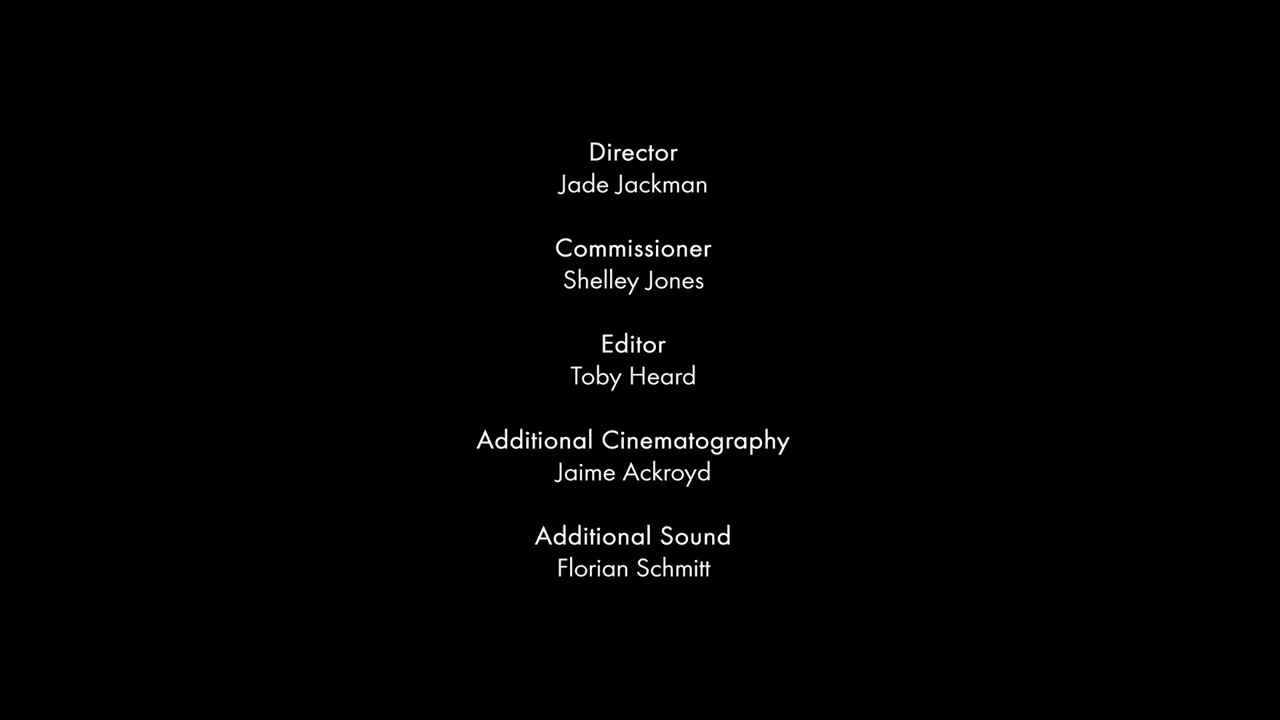 Director
Jade Jackman
Commissioner
Shelley Jones
Editor
Toby Heard
Additional Cinematography
Jaime Ackroyd
Additional Sound
Florian Schmitt